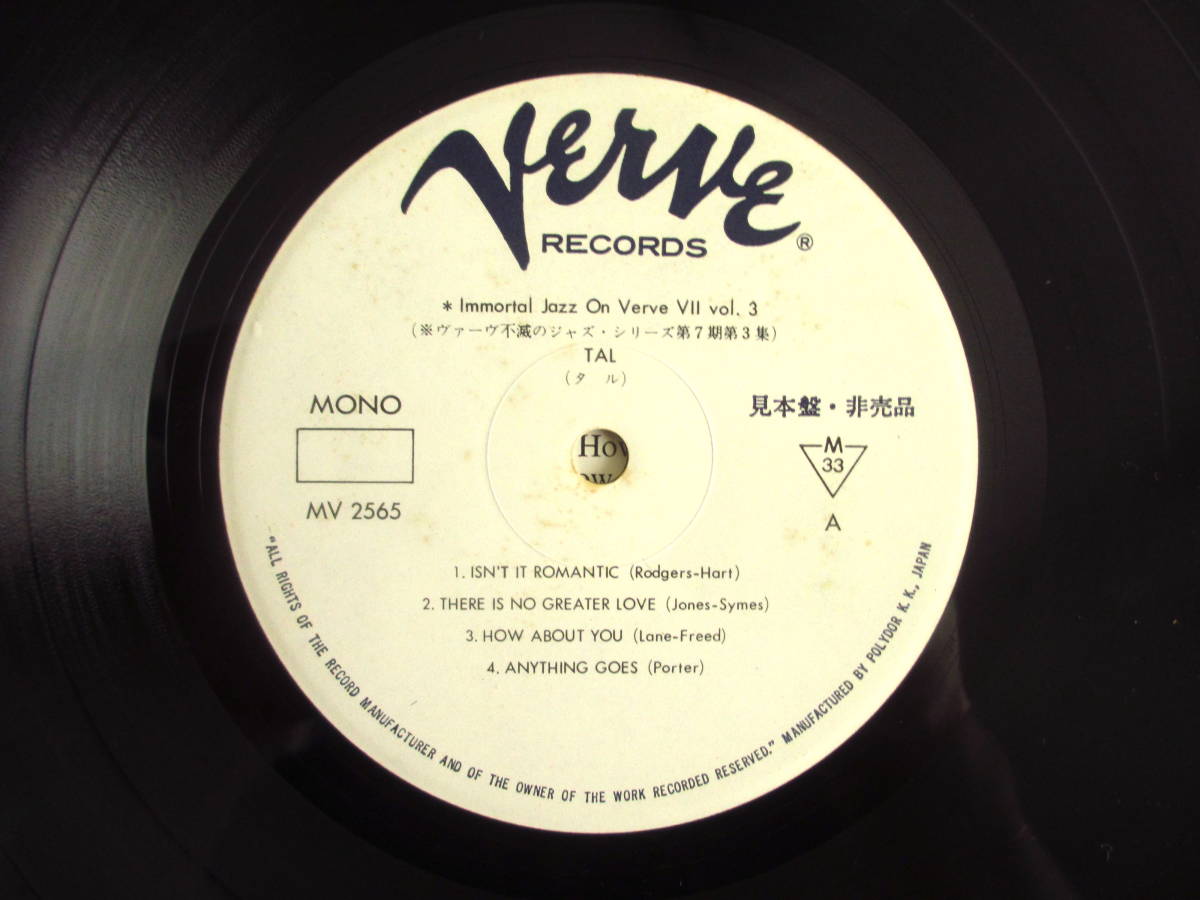 Verve
RECORDS ®
* Immortal Jazz On Verve VII vol. 3
(※ヴァーヴ不滅のジャズ・シリーズ第7期第3集)
TAL
(タル)
MONO
MV 2565
見本盤・非売品
M
33
A
How
ow
1. ISN'T IT ROMANTIC (Rodgers-Hart)
2. THERE IS NO GREATER LOVE (Jones-Symes)
3. HOW ABOUT YOU (Lane-Freed)
4. ANYTHING GOES (Porter)
"ALL RIGHTS OF THE RECORD MANUFACTURER AND OF THE OWNER OF THE WORK RECORDED RESERVED." MANUFACTURED BY POLYDOR K.K., JAPAN